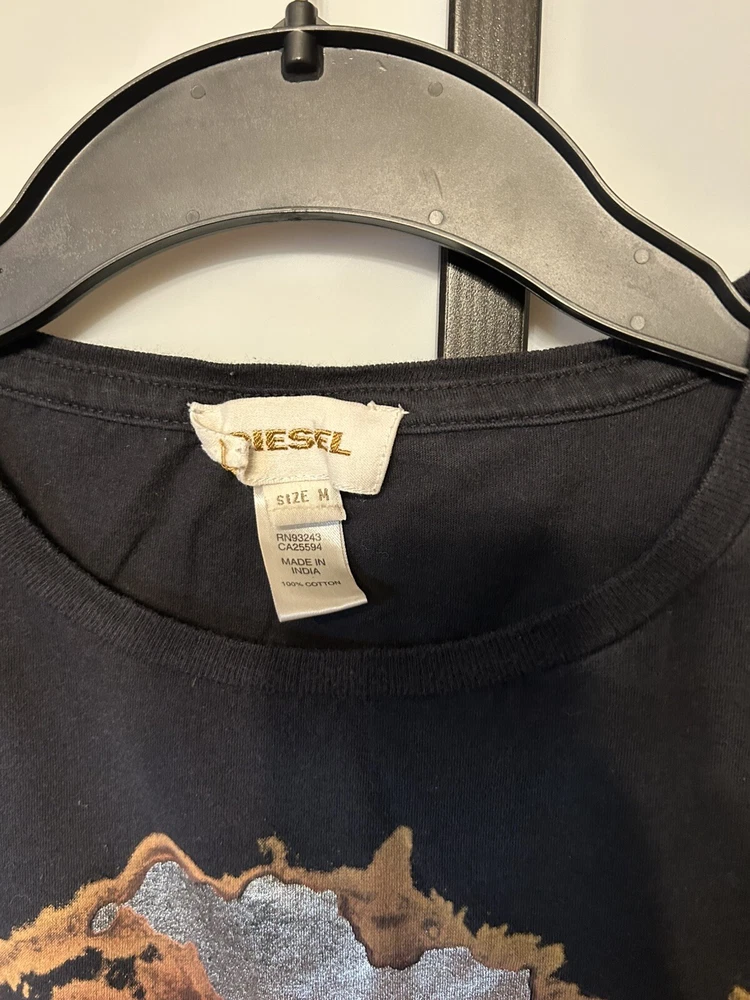 DIESEL
SIZE M
RN93243
CA25594
MADE IN
INDIA
100% COTTON